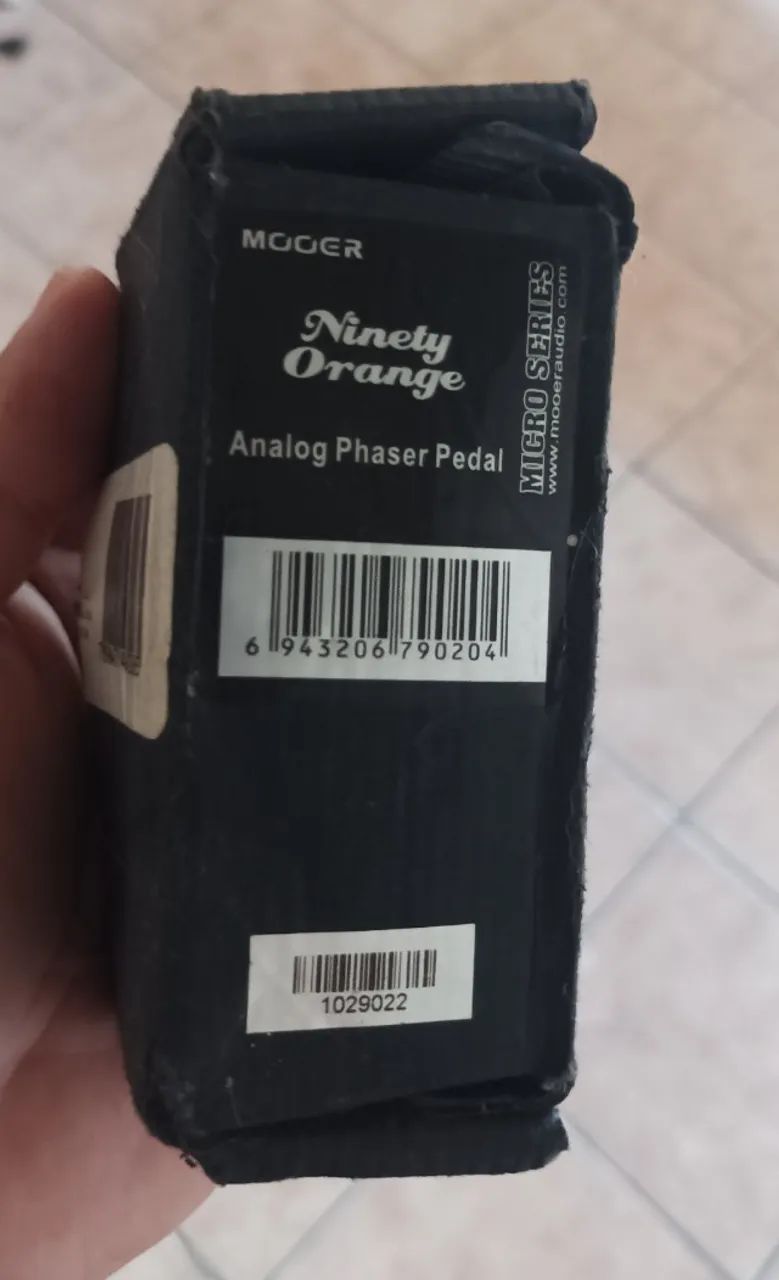 MOOER
Ninety
Orange
Analog Phaser Pedal
MICRO SERIES
www.mooeraudio.com
6 943206 790204
1029022